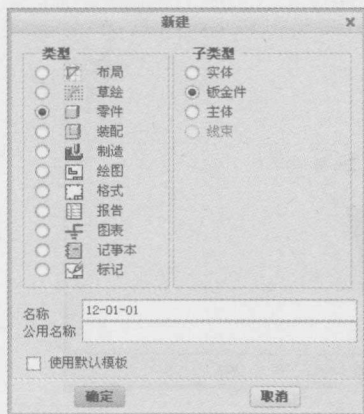 新建
x
类型
布局
草绘
零件
装配
制造
绘图
格式
报告
图表
记事本
标记
子类型
实体
钣金件
主体
线束
名称 12-01-01
公用名称
使用默认模板
确定 取消